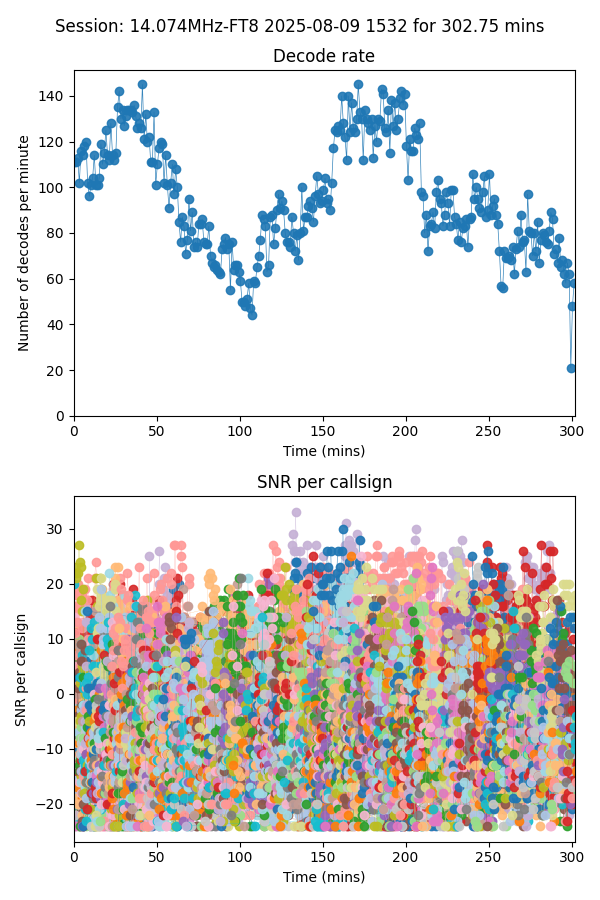 Session: 14.074MHz-FT8 2025-08-09 1532 for 302.75 mins
Decode rate
Number of decodes per minute
140
120
100
80
60
40
20
0
0 50 100 150 200 250 300
Time (mins)
SNR per callsign
SNR per callsign
30
20
10
0
−10
−20
0 50 100 150 200 250 300
Time (mins)